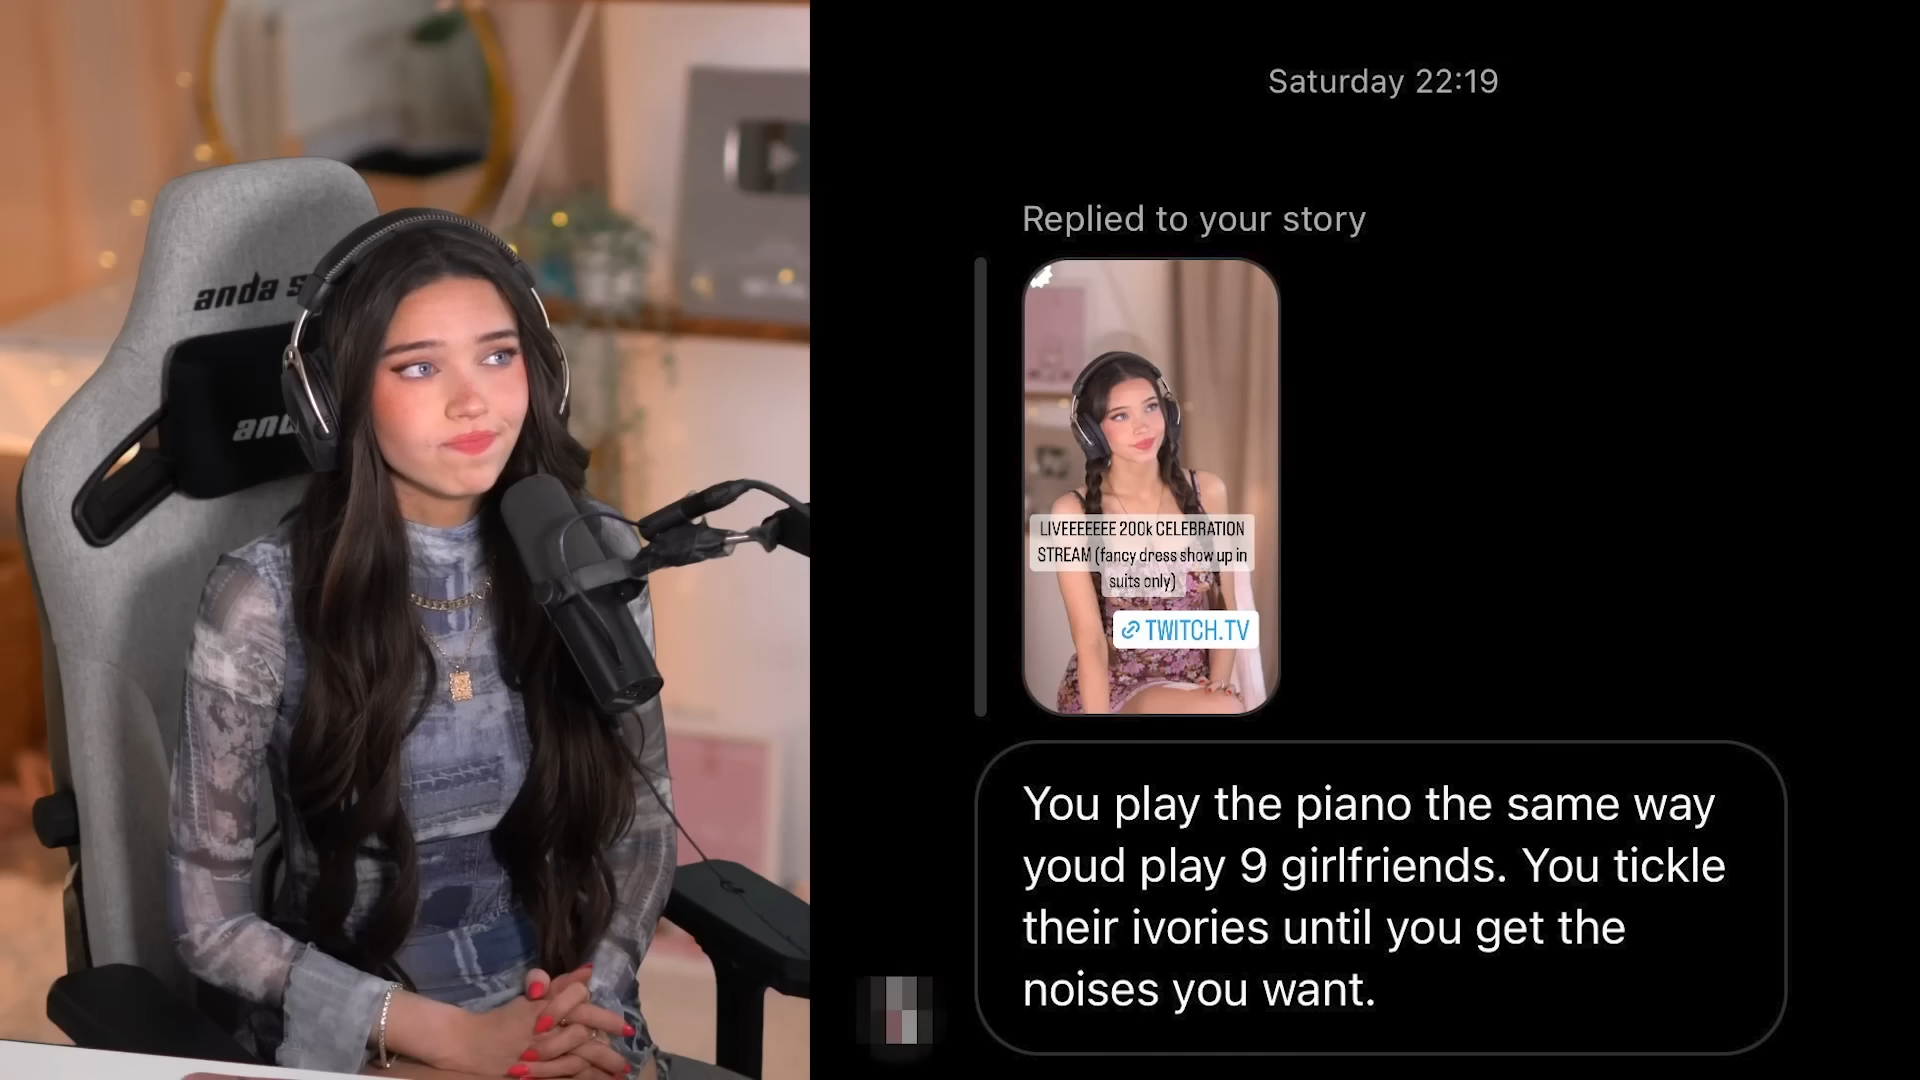 anda s
an
Saturday 22:19
Replied to your story
LIVEEEEEEE 200k CELEBRATION
STREAM (fancy dress show up in
suits only)
TWITCH.TV
You play the piano the same way
youd play 9 girlfriends. You tickle
their ivories until you get the
noises you want.